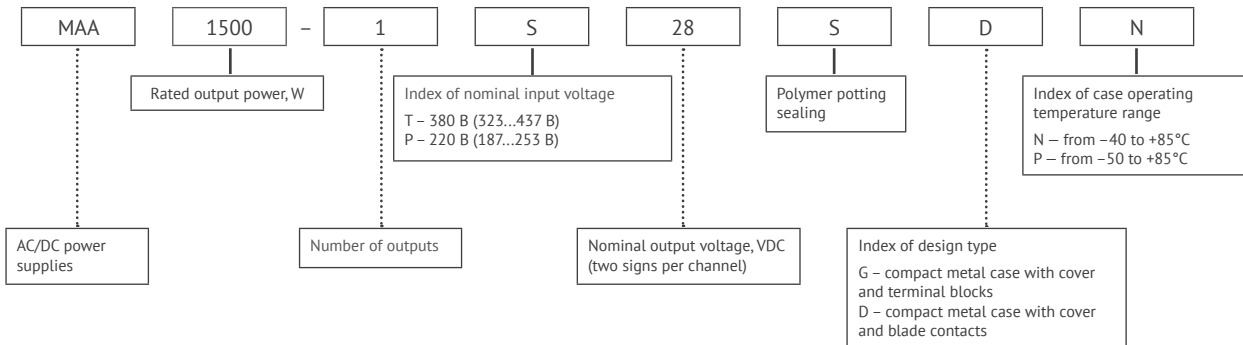 MAA 1500 – 1 S 28 S D N
Rated output power, W
Index of nominal input voltage
T – 380 В (323...437 В)
P – 220 В (187...253 В)
Polymer potting
sealing
Index of case operating
temperature range
N — from –40 to +85°C
P — from –50 to +85°C
AC/DC power
supplies
Number of outputs
Nominal output voltage, VDC
(two signs per channel)
Index of design type
G – compact metal case with cover
and terminal blocks
D – compact metal case with cover
and blade contacts